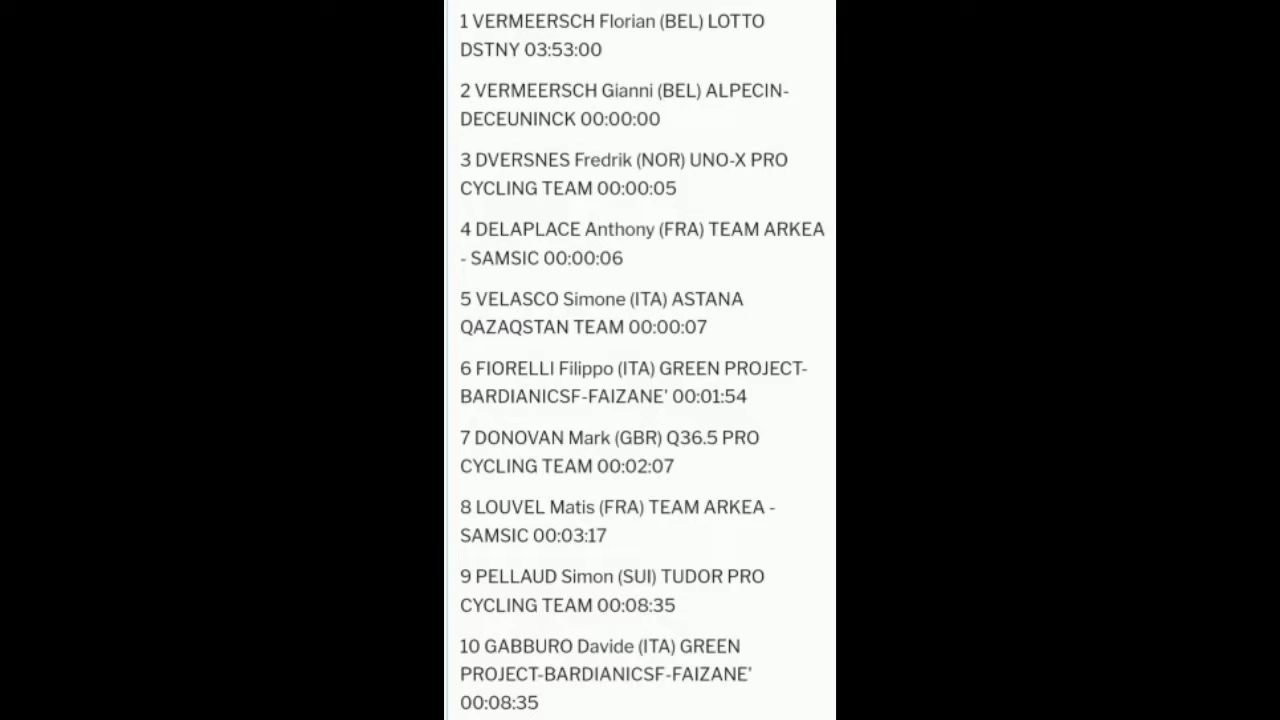 1 VERMEERSCH Florian (BEL) LOTTO
DSTNY 03:53:00
2 VERMEERSCH Gianni (BEL) ALPECIN-
DECEUNINCK 00:00:00
3 DVERSNES Fredrik (NOR) UNO-X PRO
CYCLING TEAM 00:00:05
4 DELAPLACE Anthony (FRA) TEAM ARKEA
- SAMSIC 00:00:06
5 VELASCO Simone (ITA) ASTANA
QAZAQSTAN TEAM 00:00:07
6 FIORELLI Filippo (ITA) GREEN PROJECT-
BARDIANICSF-FAIZANE' 00:01:54
7 DONOVAN Mark (GBR) Q36.5 PRO
CYCLING TEAM 00:02:07
8 LOUVEL Matis (FRA) TEAM ARKEA -
SAMSIC 00:03:17
9 PELLAUD Simon (SUI) TUDOR PRO
CYCLING TEAM 00:08:35
10 GABBURO Davide (ITA) GREEN
PROJECT-BARDIANICSF-FAIZANE'
00:08:35